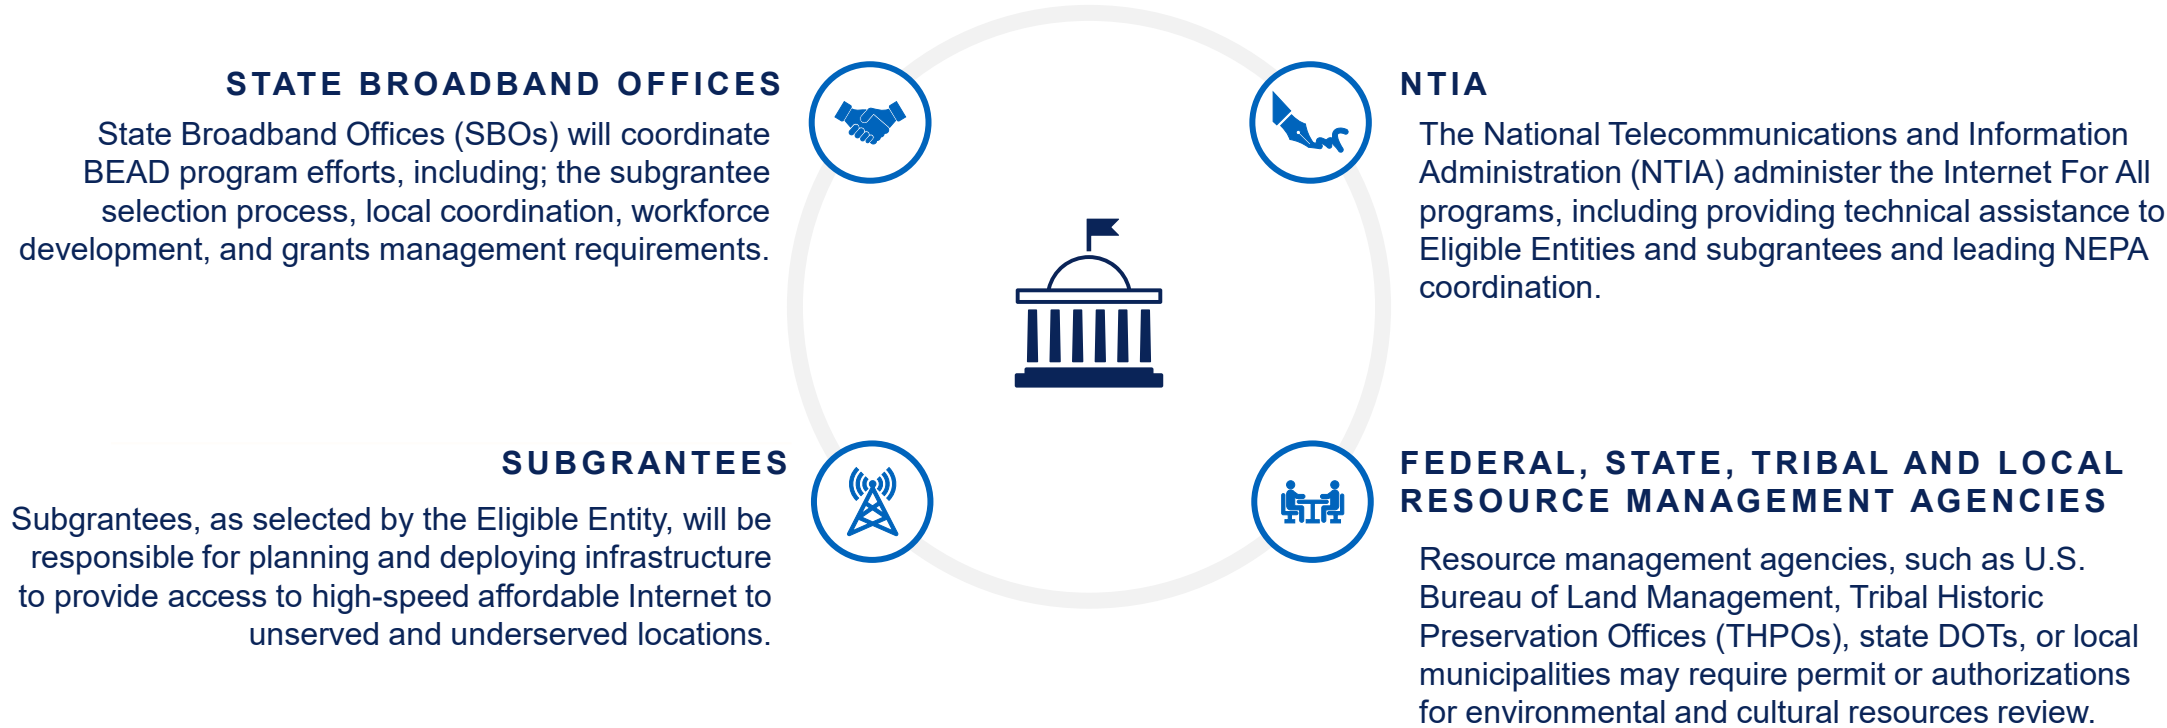 STATE BROADBAND OFFICES
State Broadband Offices (SBOs) will coordinate
BEAD program efforts, including; the subgrantee
selection process, local coordination, workforce
development, and grants management requirements.
NTIA
The National Telecommunications and Information
Administration (NTIA) administer the Internet For All
programs, including providing technical assistance to
Eligible Entities and subgrantees and leading NEPA
coordination.
SUBGRANTEES
Subgrantees, as selected by the Eligible Entity, will be
responsible for planning and deploying infrastructure
to provide access to high-speed affordable Internet to
unserved and underserved locations.
FEDERAL, STATE, TRIBAL AND LOCAL
RESOURCE MANAGEMENT AGENCIES
Resource management agencies, such as U.S.
Bureau of Land Management, Tribal Historic
Preservation Offices (THPOs), state DOTs, or local
municipalities may require permit or authorizations
for environmental and cultural resources review.